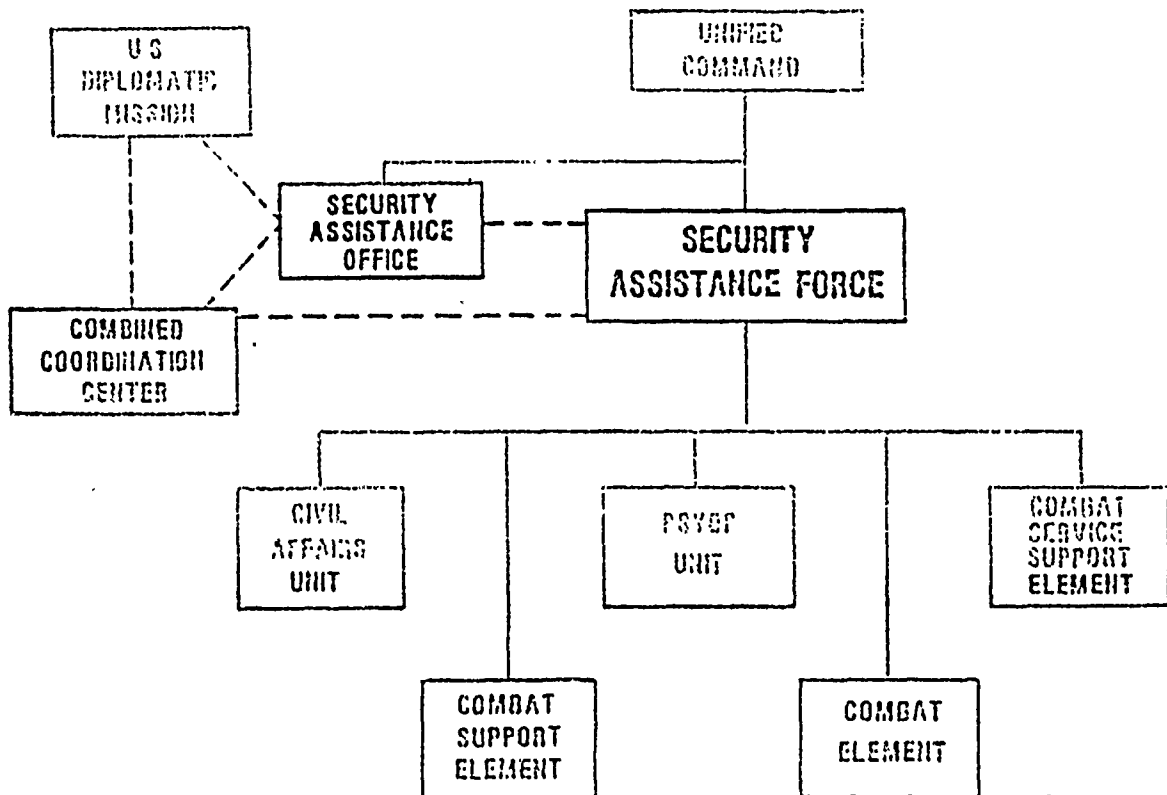 U S
DIPLOMATIC
MISSION
UNIFIED
COMMAND
SECURITY
ASSISTANCE
OFFICE
SECURITY
ASSISTANCE FORCE
COMBINED
COORDINATION
CENTER
CIVIL
AFFAIRS
UNIT
PSYOP
UNIT
COMBAT
SERVICE
SUPPORT
ELEMENT
COMBAT
SUPPORT
ELEMENT
COMBAT
ELEMENT